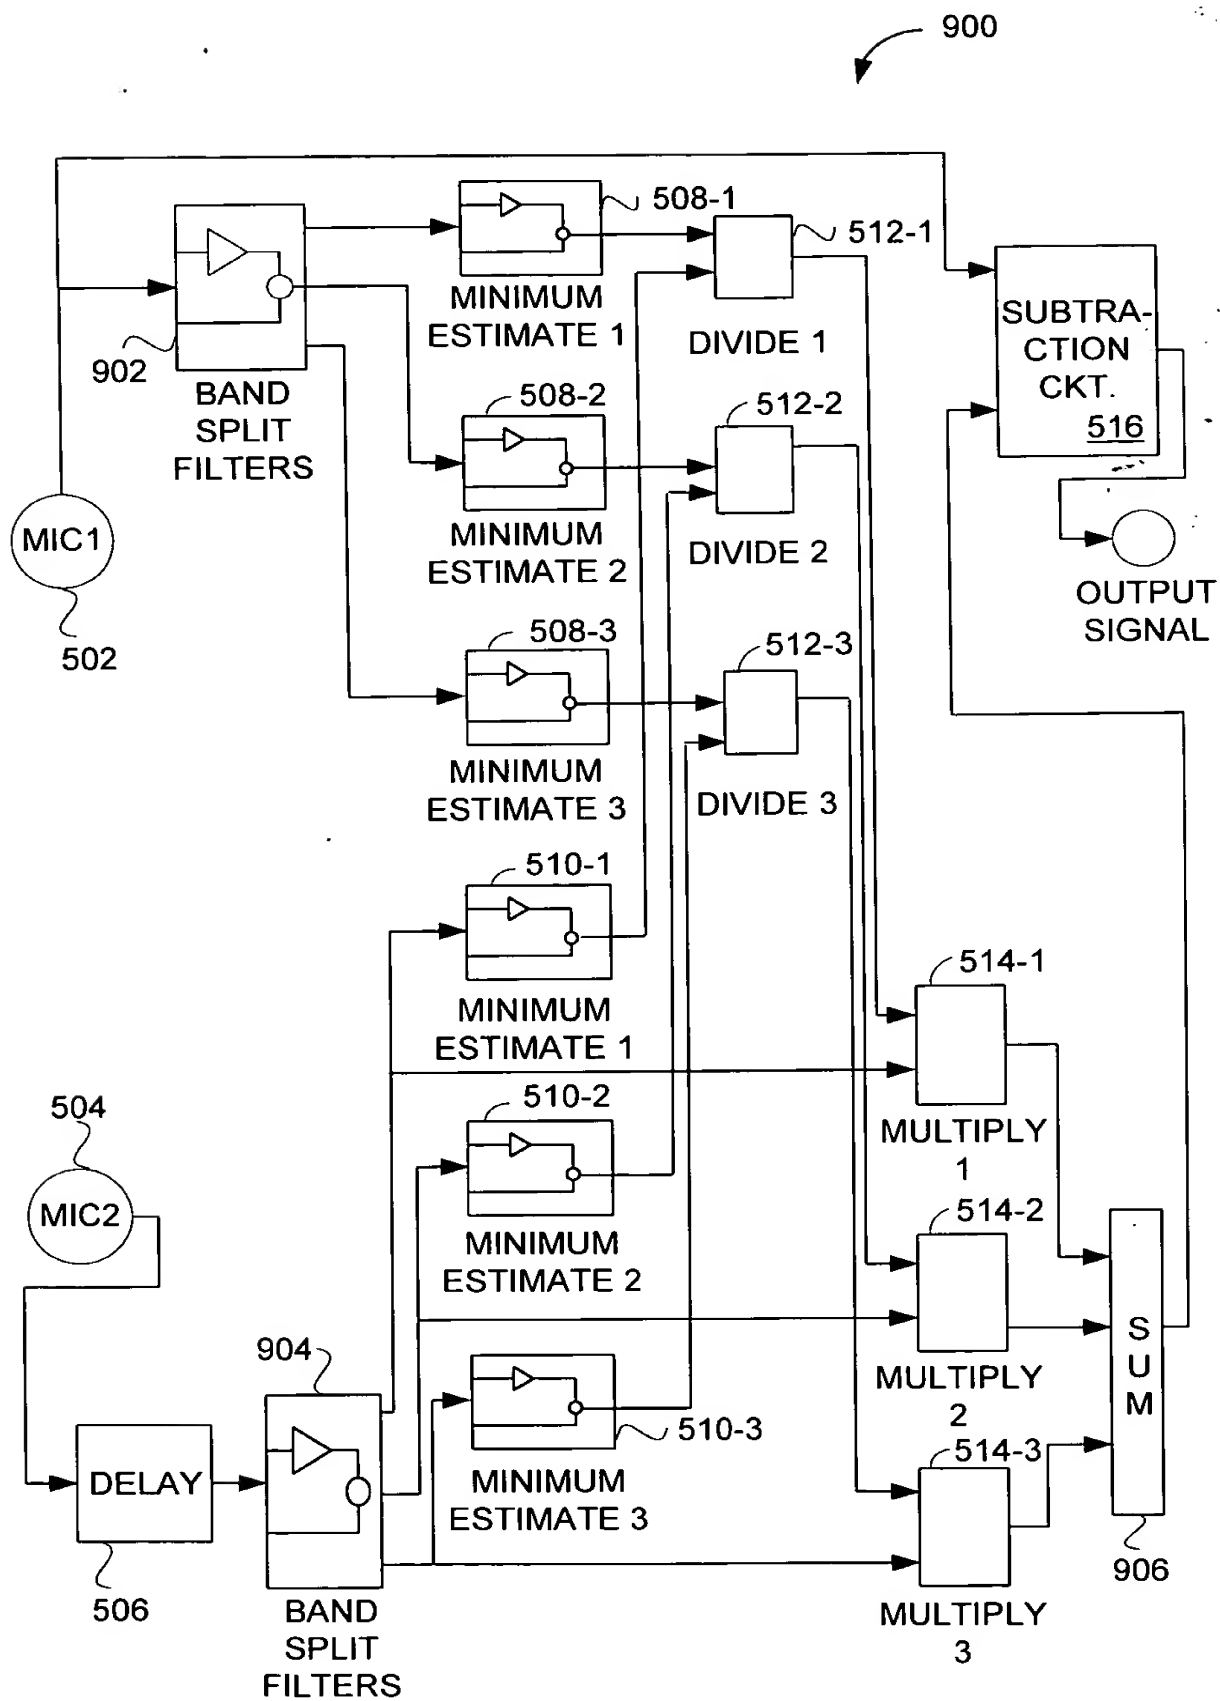 900
508-1
512-1
MINIMUM
ESTIMATE 1
DIVIDE 1
SUBTRA-
CTION
CKT.
516
902
BAND
SPLIT
FILTERS
508-2
512-2
MIC1
502
MINIMUM
ESTIMATE 2
DIVIDE 2
OUTPUT
SIGNAL
508-3
512-3
MINIMUM
ESTIMATE 3
DIVIDE 3
510-1
MINIMUM
ESTIMATE 1
514-1
MULTIPLY
1
504
MIC2
510-2
MINIMUM
ESTIMATE 2
514-2
MULTIPLY
2
S
U
M
904
510-3
MINIMUM
ESTIMATE 3
514-3
DELAY
506
BAND
SPLIT
FILTERS
MULTIPLY
3
906